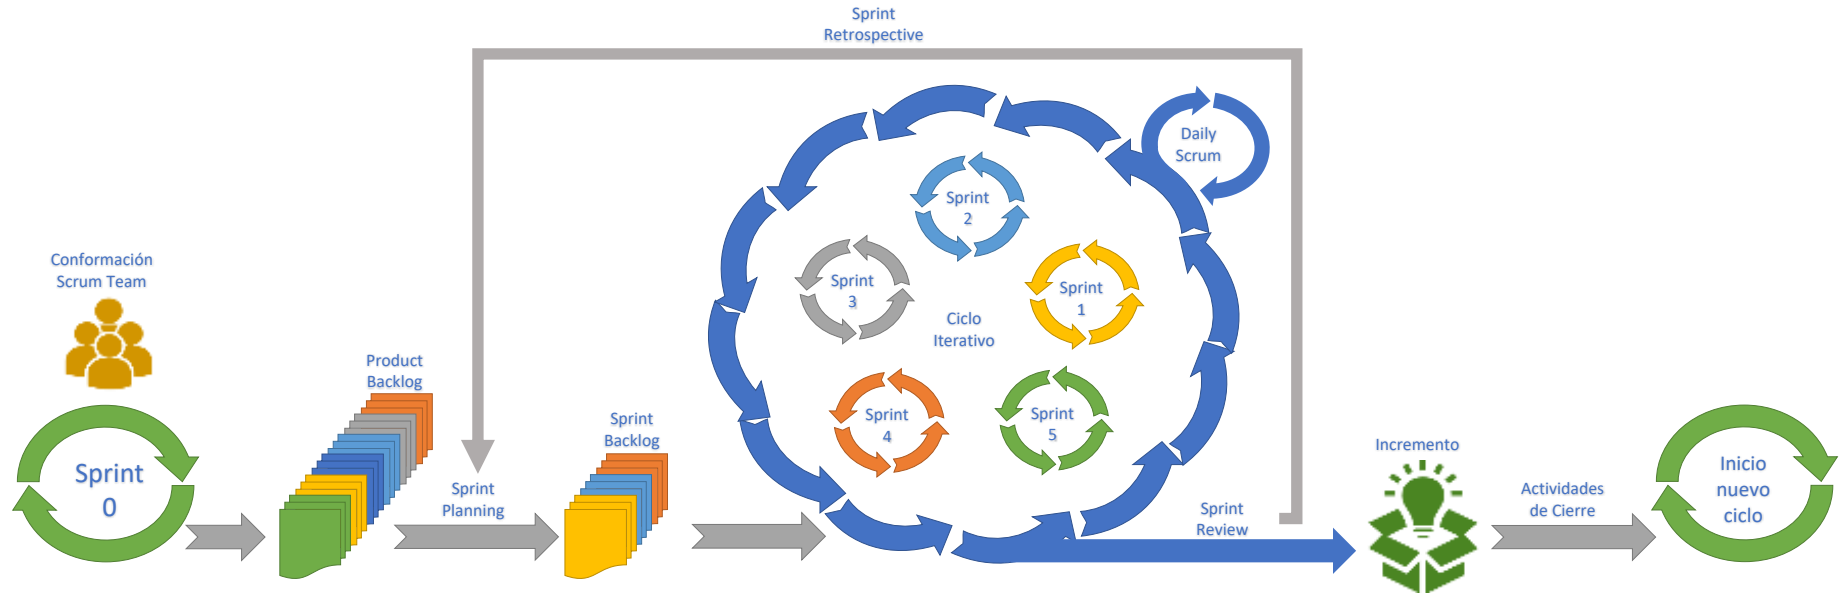 Sprint
Retrospective
Daily
Scrum
Sprint
2
Conformación
Scrum Team
Sprint
3
Sprint
1
Ciclo
Iterativo
Product
Backlog
Sprint
Backlog
Sprint
4
Sprint
5
Sprint
0
Sprint
Planning
Sprint
Review
Incremento
Actividades
de Cierre
Inicio
nuevo
ciclo